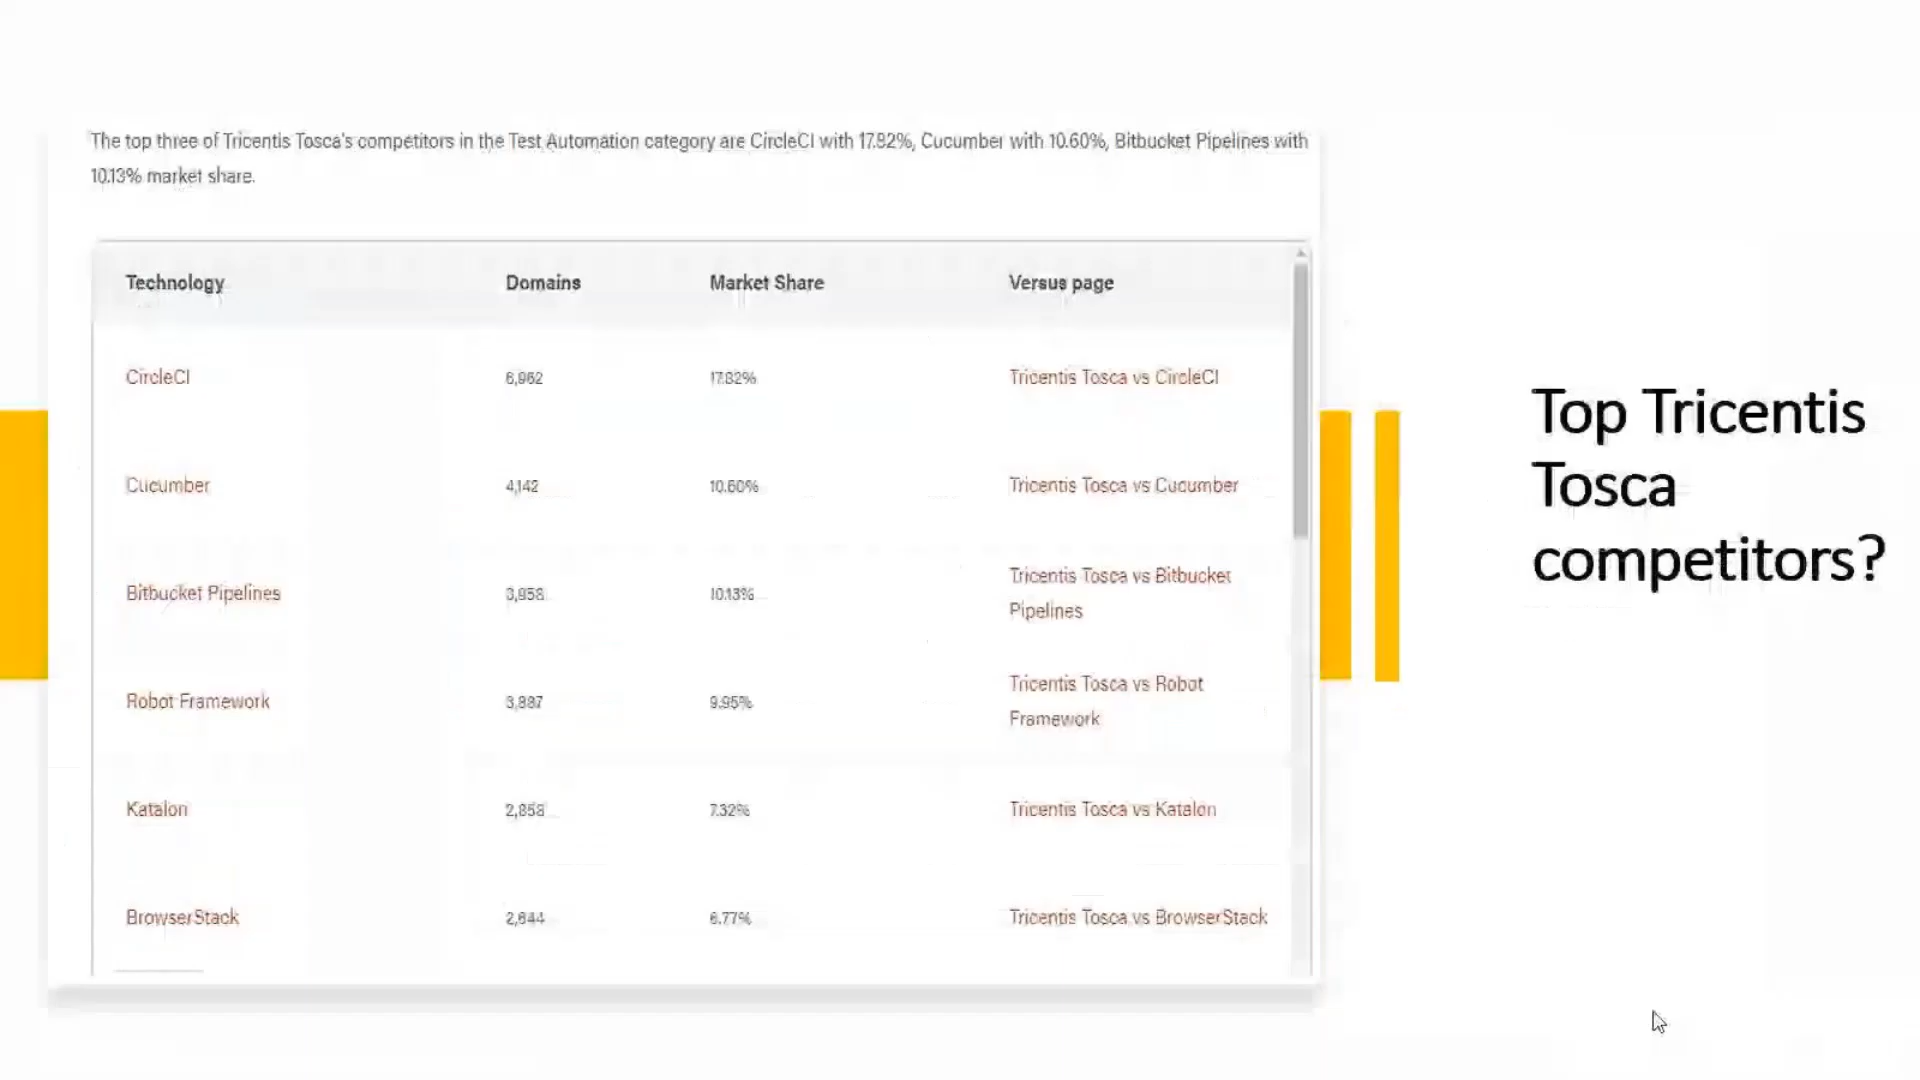 The top three of Tricentis Tosca's competitors in the Test Automation category are CircleCI with 17.82%, Cucumber with 10.60%, Bitbucket Pipelines with
10.13% market share.
Technology Domains Market Share Versus page
CircleCI 6,962 17.82% Tricentis Tosca vs CircleCI
Cucumber 4,142 10.60% Tricentis Tosca vs Cucumber
Bitbucket Pipelines 3,958 10.13% Tricentis Tosca vs Bitbucket
Pipelines
Robot Framework 3,887 9.95% Tricentis Tosca vs Robot
Framework
Katalon 2,858 7.32% Tricentis Tosca vs Katalon
BrowserStack 2,644 6.77% Tricentis Tosca vs BrowserStack
Top Tricentis
Tosca
competitors?